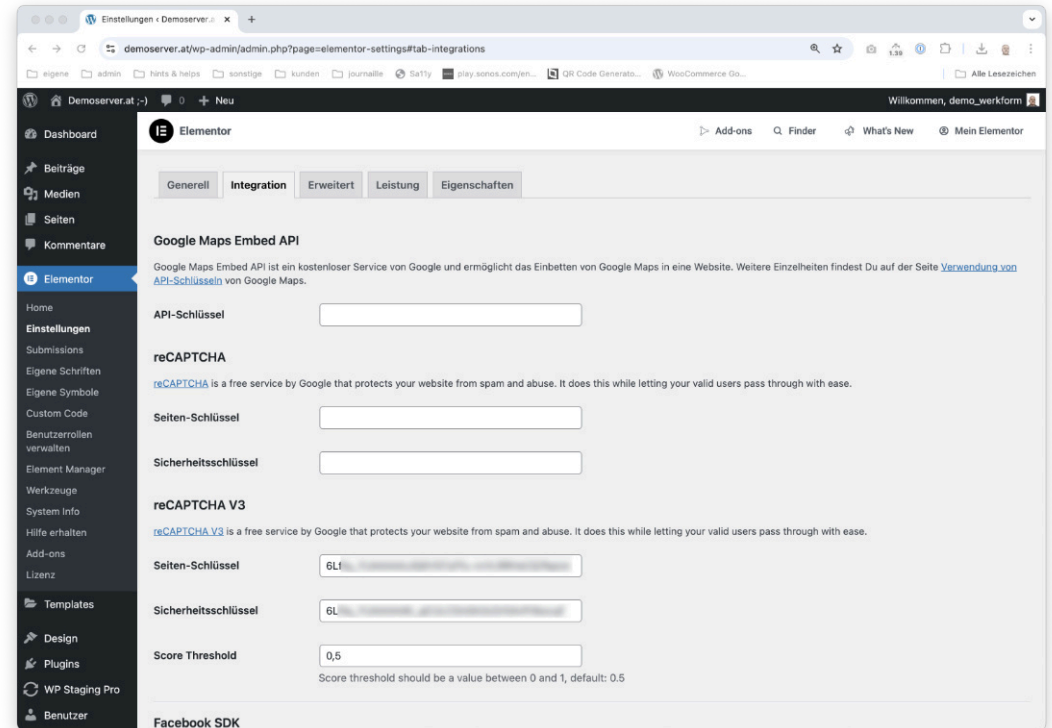 Einstellungen ‹ Demoserver.a
demoserver.at/wp-admin/admin.php?page=elementor-settings#tab-integrations
1.39
eigene admin hints & helps sonstige kunden journaille Sa11y play.sonos.com/en... QR Code Generato... WooCommerce Go... Alle Lesezeichen
Demoserver.at ;-) 0 + Neu Willkommen, demo_werkform
Dashboard
Beiträge
Medien
Seiten
Kommentare
Elementor
Home
Einstellungen
Submissions
Eigene Schriften
Eigene Symbole
Custom Code
Benutzerrollen
verwalten
Element Manager
Werkzeuge
System Info
Hilfe erhalten
Add-ons
Lizenz
Templates
Design
Plugins
WP Staging Pro
Benutzer
Elementor Add-ons Finder What's New Mein Elementor
Generell Integration Erweitert Leistung Eigenschaften
Google Maps Embed API
Google Maps Embed API ist ein kostenloser Service von Google und ermöglicht das Einbetten von Google Maps in eine Website. Weitere Einzelheiten findest Du auf der Seite Verwendung von
API-Schlüsseln von Google Maps.
API-Schlüssel
reCAPTCHA
reCAPTCHA is a free service by Google that protects your website from spam and abuse. It does this while letting your valid users pass through with ease.
Seiten-Schlüssel
Sicherheitsschlüssel
reCAPTCHA V3
reCAPTCHA V3 is a free service by Google that protects your website from spam and abuse. It does this while letting your valid users pass through with ease.
Seiten-Schlüssel 6Lf
Sicherheitsschlüssel 6L
Score Threshold 0,5
Score threshold should be a value between 0 and 1, default: 0.5
Facebook SDK